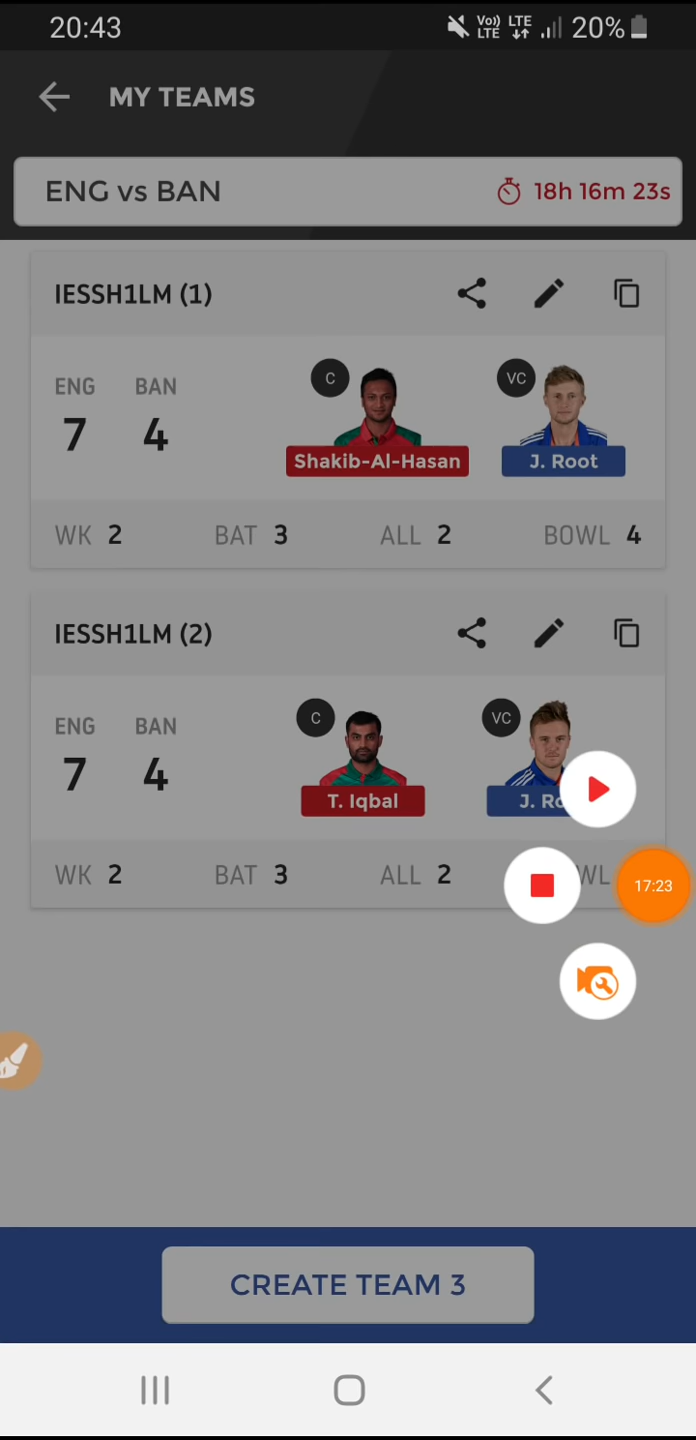 20:43 Vo) LTE LTE 20%
MY TEAMS
ENG vs BAN 18h 16m 23s
IESSH1LM (1)
ENG BAN C VC
7 4
Shakib-Al-Hasan J. Root
WK 2 BAT 3 ALL 2 BOWL 4
IESSH1LM (2)
ENG BAN C VC
7 4
T. Iqbal J.
WK 2 BAT 3 ALL 2
17:23
CREATE TEAM 3